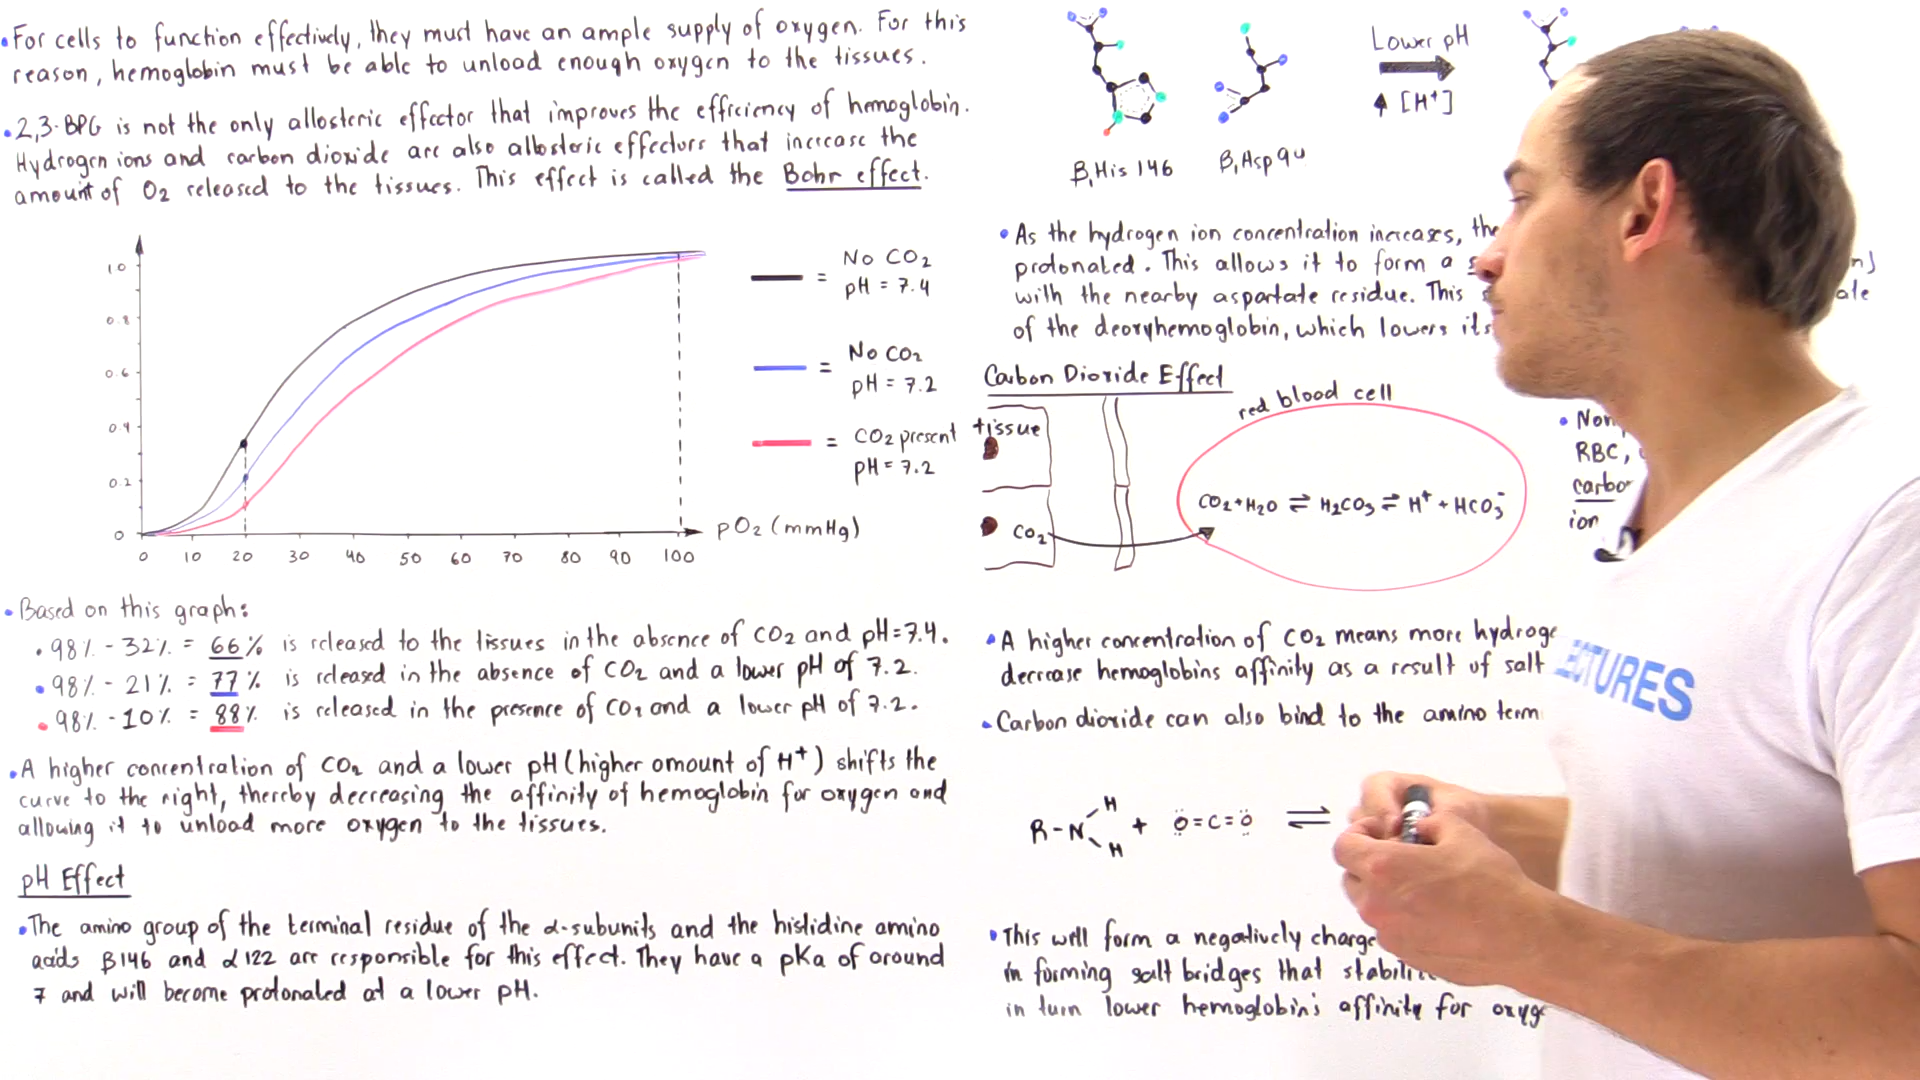 •For cells to function effectively, they must have an ample supply of oxygen. For this
reason, hemoglobin must be able to unload enough oxygen to the tissues.
•2,3-BPG is not the only allosteric effector that improves the efficiency of hemoglobin.
Hydrogen ions and carbon dioxide are also allosteric effectors that increase the
amount of O2 released to the tissues. This effect is called the Bohr effect.
1.0
0.8
0.6
0.4
0.2
0
0 10 20 30 40 50 60 70 80 90 100
pO2 (mmHg)
= No CO2
pH = 7.4
= No CO2
pH = 7.2
= CO2 present
pH = 7.2
•Based on this graph:
•98% - 32% = 66% is released to the tissues in the absence of CO2 and pH=7.4.
•98% - 21% = 77% is released in the absence of CO2 and a lower pH of 7.2.
•98% - 10% = 88% is released in the presence of CO2 and a lower pH of 7.2.
•A higher concentration of CO2 and a lower pH (higher amount of H+) shifts the
curve to the right, thereby decreasing the affinity of hemoglobin for oxygen and
allowing it to unload more oxygen to the tissues.
pH Effect
•The amino group of the terminal residue of the α-subunits and the histidine amino
acids β146 and α122 are responsible for this effect. They have a pKa of around
7 and will become protonated at a lower pH.
β1His 146
β1Asp 94
Lower pH
↑ [H+]
•As the hydrogen ion concentration increases, the
protonated. This allows it to form a
with the nearby aspartate residue. This
of the deoxyhemoglobin, which lowers its
Carbon Dioxide Effect
tissue
CO2
red blood cell
CO2+H2O ⇌ H2CO3 ⇌ H+ + HCO3-
•
RBC,
carbo
ion
•A higher concentration of CO2 means more hydroge
decrease hemoglobins affinity as a result of salt
•Carbon dioxide can also bind to the amino term
R-N H H + O=C=O ⇌
•This will form a negatively charge
in forming salt bridges that
in turn lower hemoglobin's affinity for oxyg
LECTURES